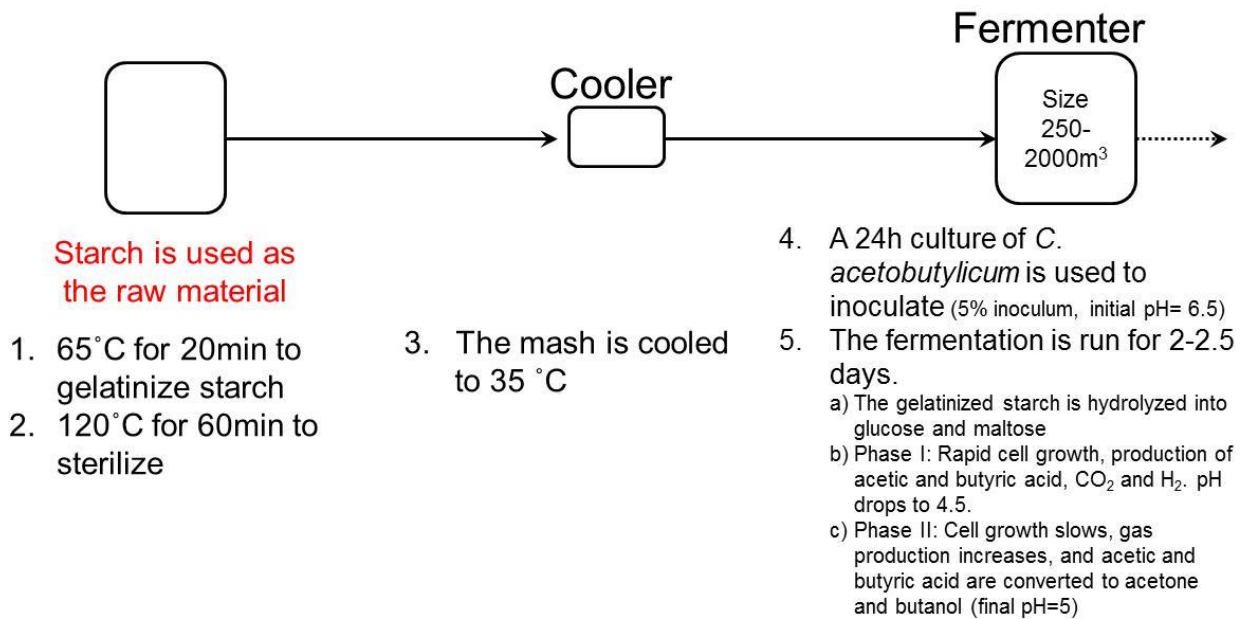 Fermenter
Cooler
Size
250-
2000m³
Starch is used as
the raw material
1. 65˚C for 20min to
gelatinize starch
2. 120˚C for 60min to
sterilize
3. The mash is cooled
to 35 ˚C
4. A 24h culture of C.
acetobutylicum is used to
inoculate (5% inoculum, initial pH= 6.5)
5. The fermentation is run for 2-2.5
days.
a) The gelatinized starch is hydrolyzed into
glucose and maltose
b) Phase I: Rapid cell growth, production of
acetic and butyric acid, CO₂ and H₂. pH
drops to 4.5.
c) Phase II: Cell growth slows, gas
production increases, and acetic and
butyric acid are converted to acetone
and butanol (final pH=5)